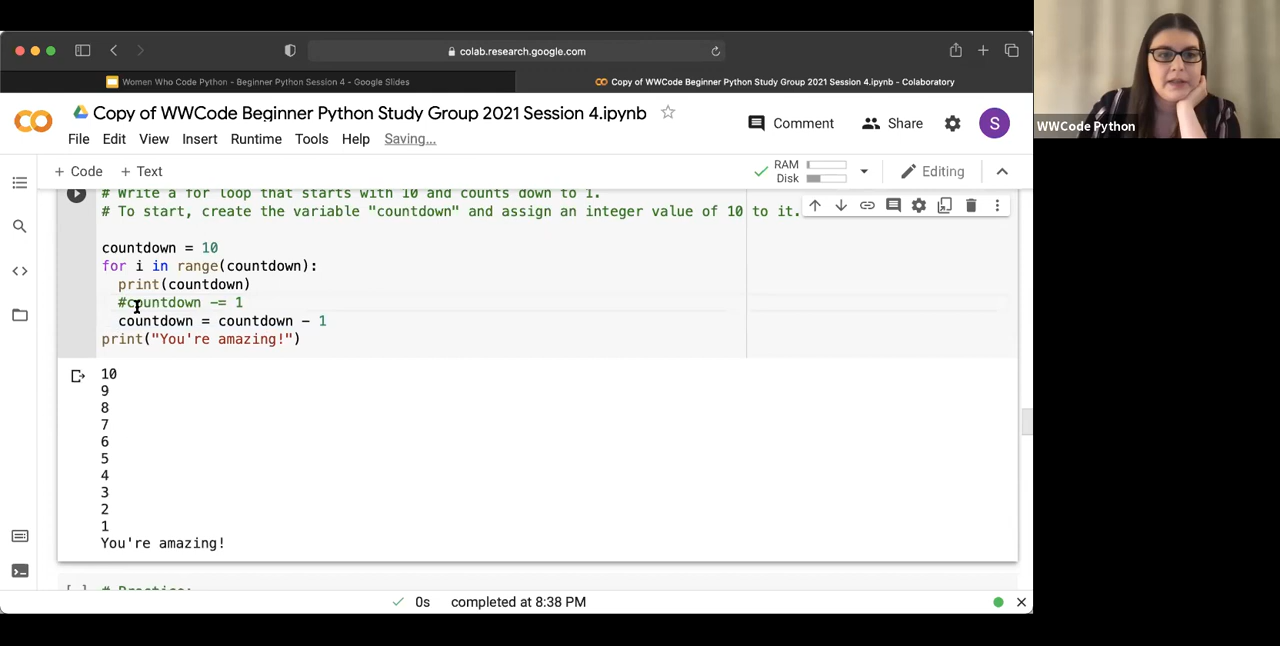 colab.research.google.com
Women Who Code Python - Beginner Python Session 4 - Google Slides
Copy of WWCode Beginner Python Study Group 2021 Session 4.ipynb - Colaboratory
WWCode Python
Copy of WWCode Beginner Python Study Group 2021 Session 4.ipynb
Comment
Share
S
File Edit View Insert Runtime Tools Help Saving...
+ Code + Text
RAM
Disk
Editing
# Write a for loop that starts with 10 and counts down to 1.
# To start, create the variable "countdown" and assign an integer value of 10 to it.
countdown = 10
for i in range(countdown):
print(countdown)
#countdown -= 1
countdown = countdown - 1
print("You're amazing!")
10
9
8
7
6
5
4
3
2
1
You're amazing!
[ ] # Practice:
0s completed at 8:38 PM